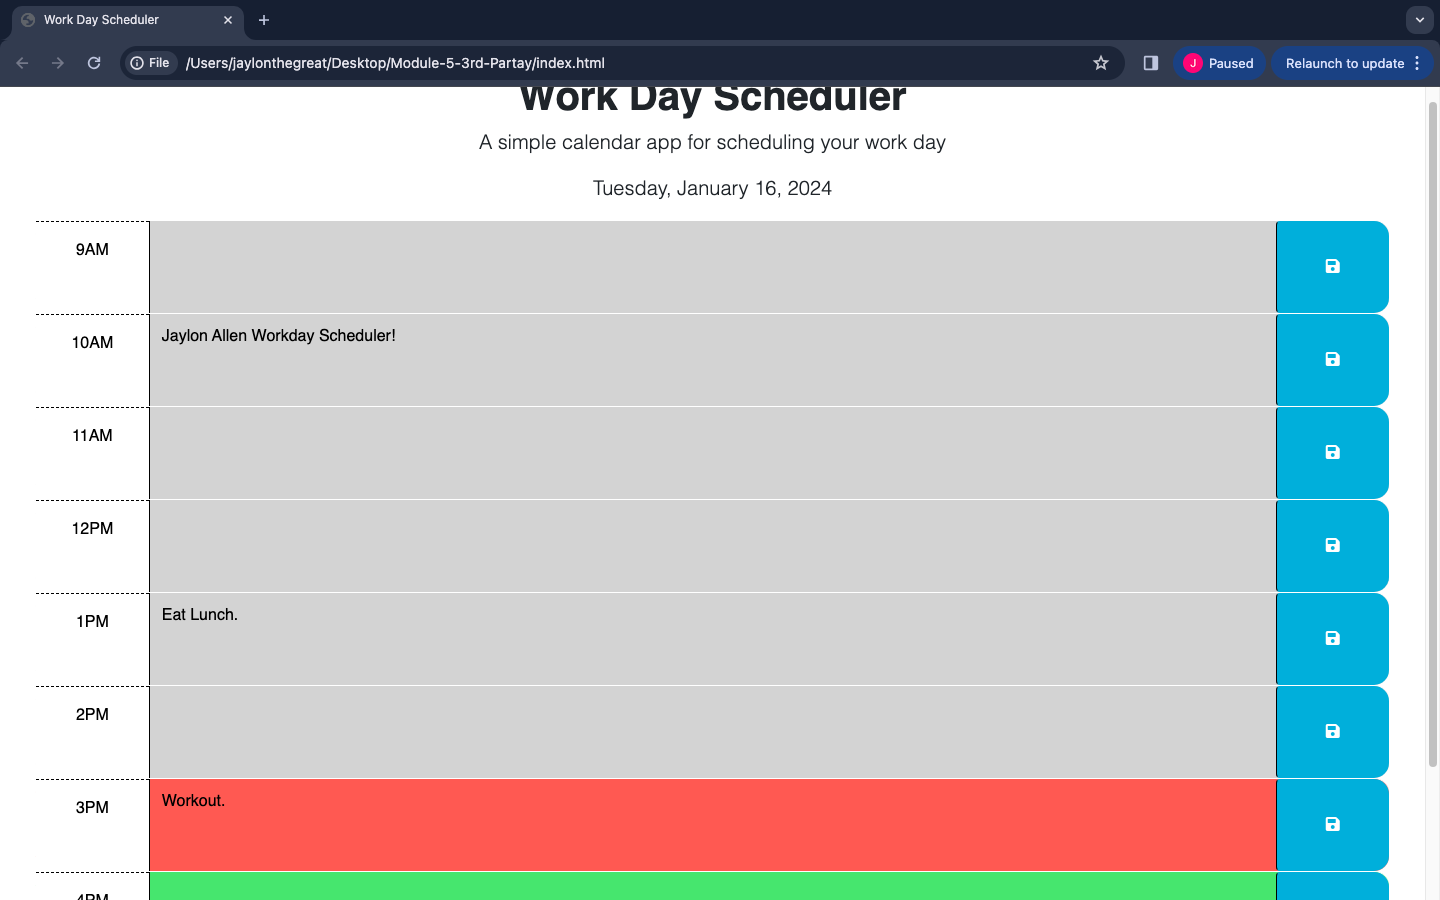 Work Day Scheduler
File
/Users/jaylonthegreat/Desktop/Module-5-3rd-Partay/index.html
J
Paused
Relaunch to update
Work Day Scheduler
A simple calendar app for scheduling your work day
Tuesday, January 16, 2024
9AM
10AM
Jaylon Allen Workday Scheduler!
11AM
12PM
1PM
Eat Lunch.
2PM
3PM
Workout.
4PM